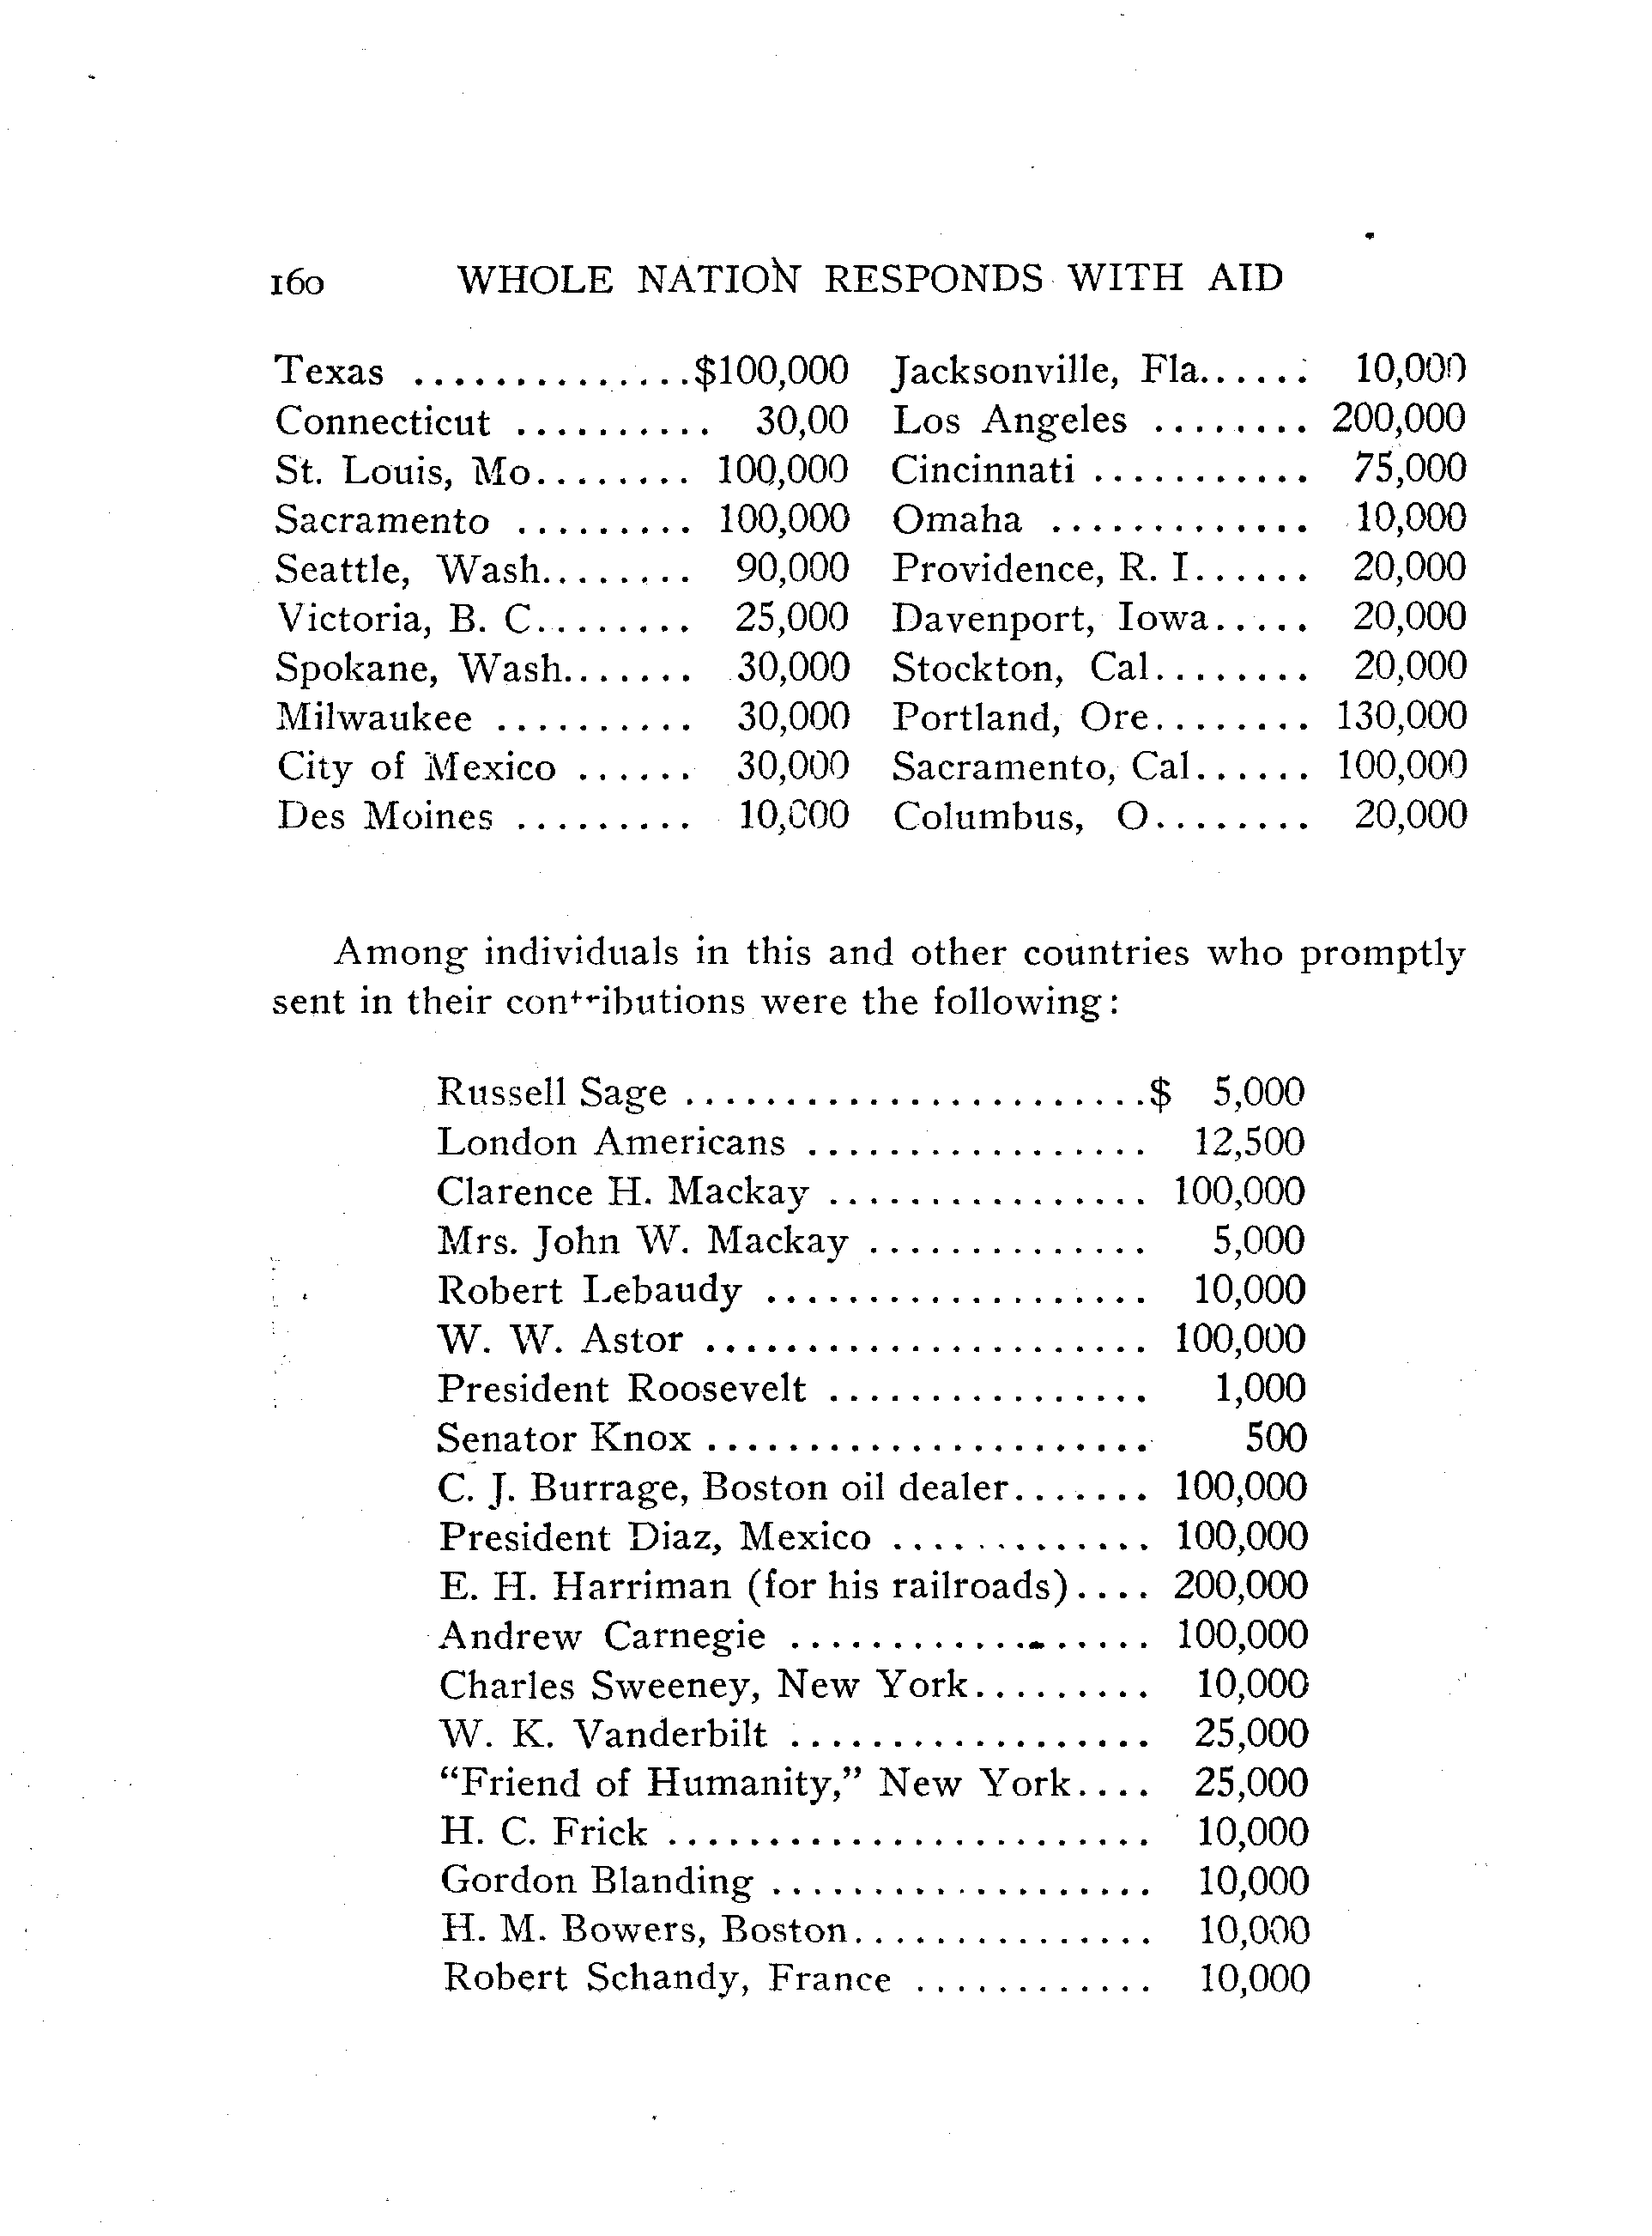 160 WHOLE NATION RESPONDS WITH AID
Texas ..............$100,000
Connecticut .......... 30,00
St. Louis, Mo........ 100,000
Sacramento ......... 100,000
Seattle, Wash........ 90,000
Victoria, B. C........ 25,000
Spokane, Wash....... 30,000
Milwaukee .......... 30,000
City of Mexico ...... 30,000
Des Moines ......... 10,000
Jacksonville, Fla...... 10,000
Los Angeles ........ 200,000
Cincinnati ........... 75,000
Omaha ............. 10,000
Providence, R. I...... 20,000
Davenport, Iowa..... 20,000
Stockton, Cal........ 20,000
Portland, Ore........ 130,000
Sacramento, Cal...... 100,000
Columbus, O........ 20,000
Among individuals in this and other countries who promptly
sent in their contributions were the following:
Russell Sage .......................$ 5,000
London Americans ................. 12,500
Clarence H. Mackay ................ 100,000
Mrs. John W. Mackay .............. 5,000
Robert Lebaudy ................... 10,000
W. W. Astor ...................... 100,000
President Roosevelt ................ 1,000
Senator Knox ...................... 500
C. J. Burrage, Boston oil dealer....... 100,000
President Diaz, Mexico ............. 100,000
E. H. Harriman (for his railroads).... 200,000
Andrew Carnegie .................. 100,000
Charles Sweeney, New York......... 10,000
W. K. Vanderbilt .................. 25,000
“Friend of Humanity,” New York.... 25,000
H. C. Frick ........................ 10,000
Gordon Blanding ................... 10,000
H. M. Bowers, Boston............... 10,000
Robert Schandy, France ............ 10,000